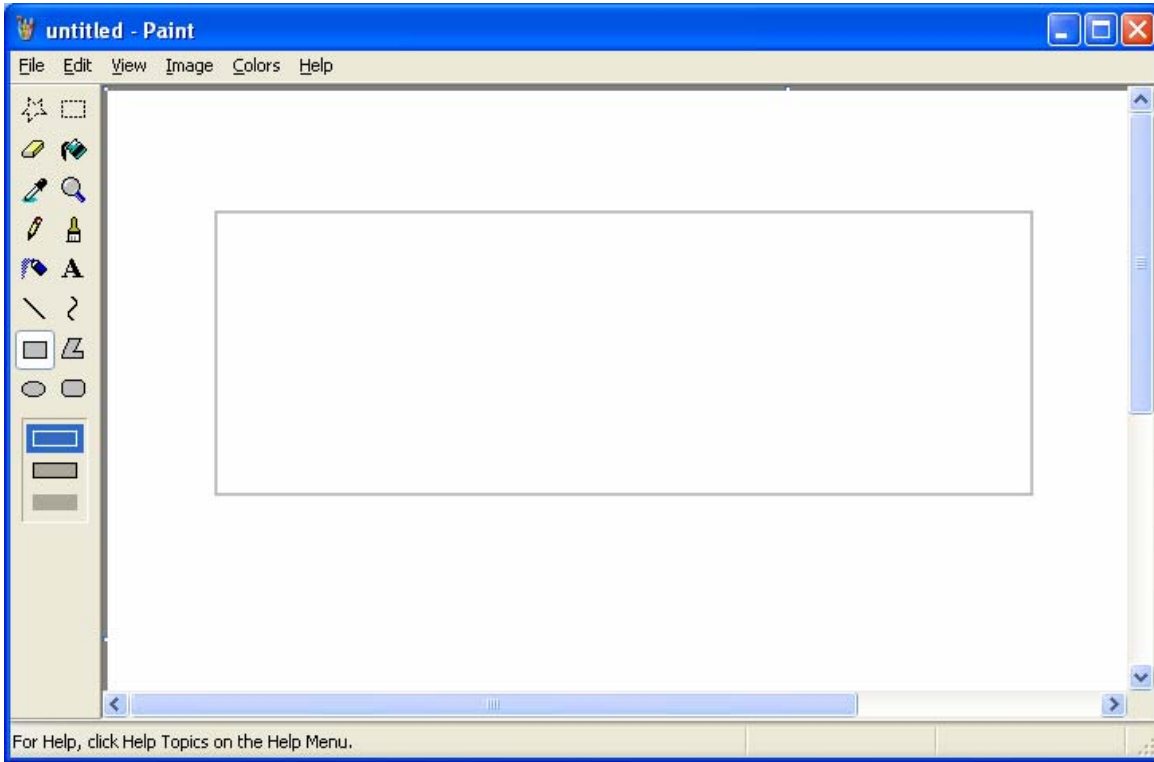 untitled - Paint
File Edit View Image Colors Help
A
For Help, click Help Topics on the Help Menu.